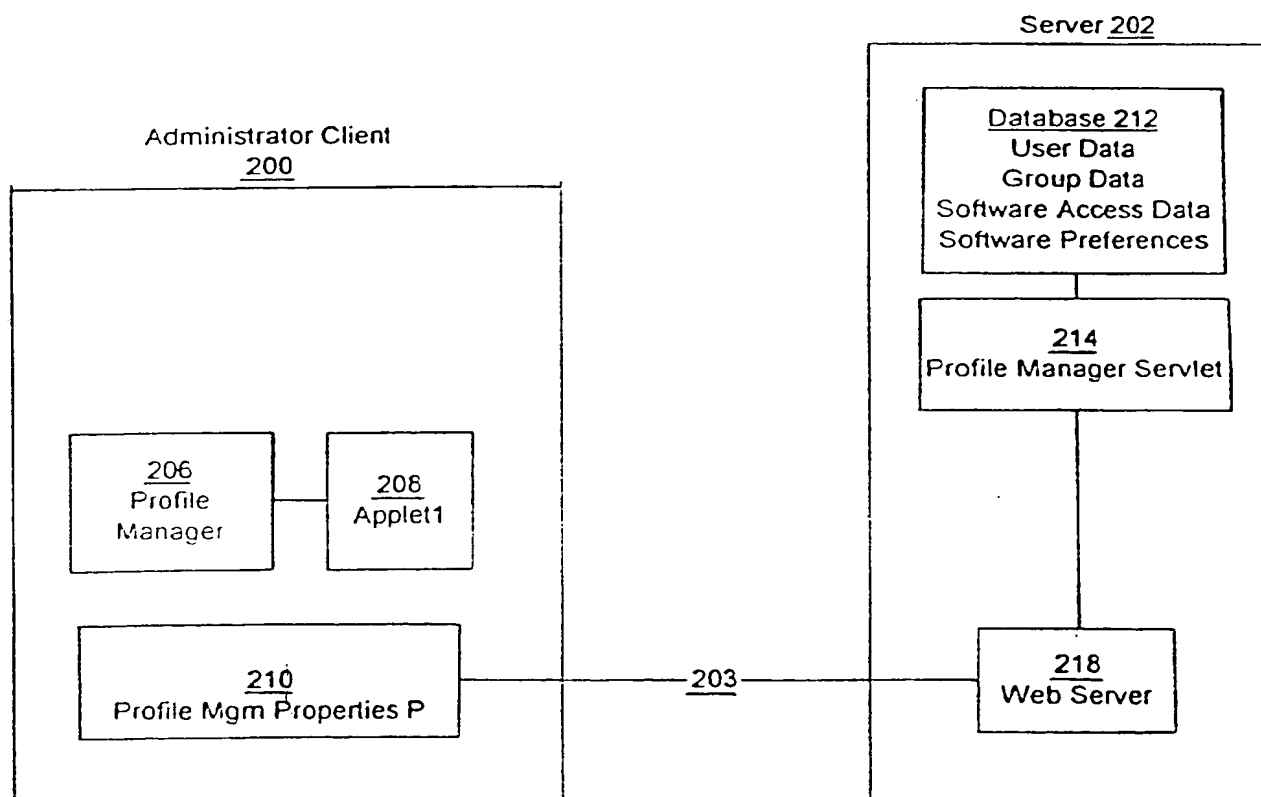 Server 202
Database 212
User Data
Group Data
Software Access Data
Software Preferences
214
Profile Manager Servlet
Administrator Client
200
206
Profile
Manager
208
Applet1
210
Profile Mgm Properties P
203
218
Web Server